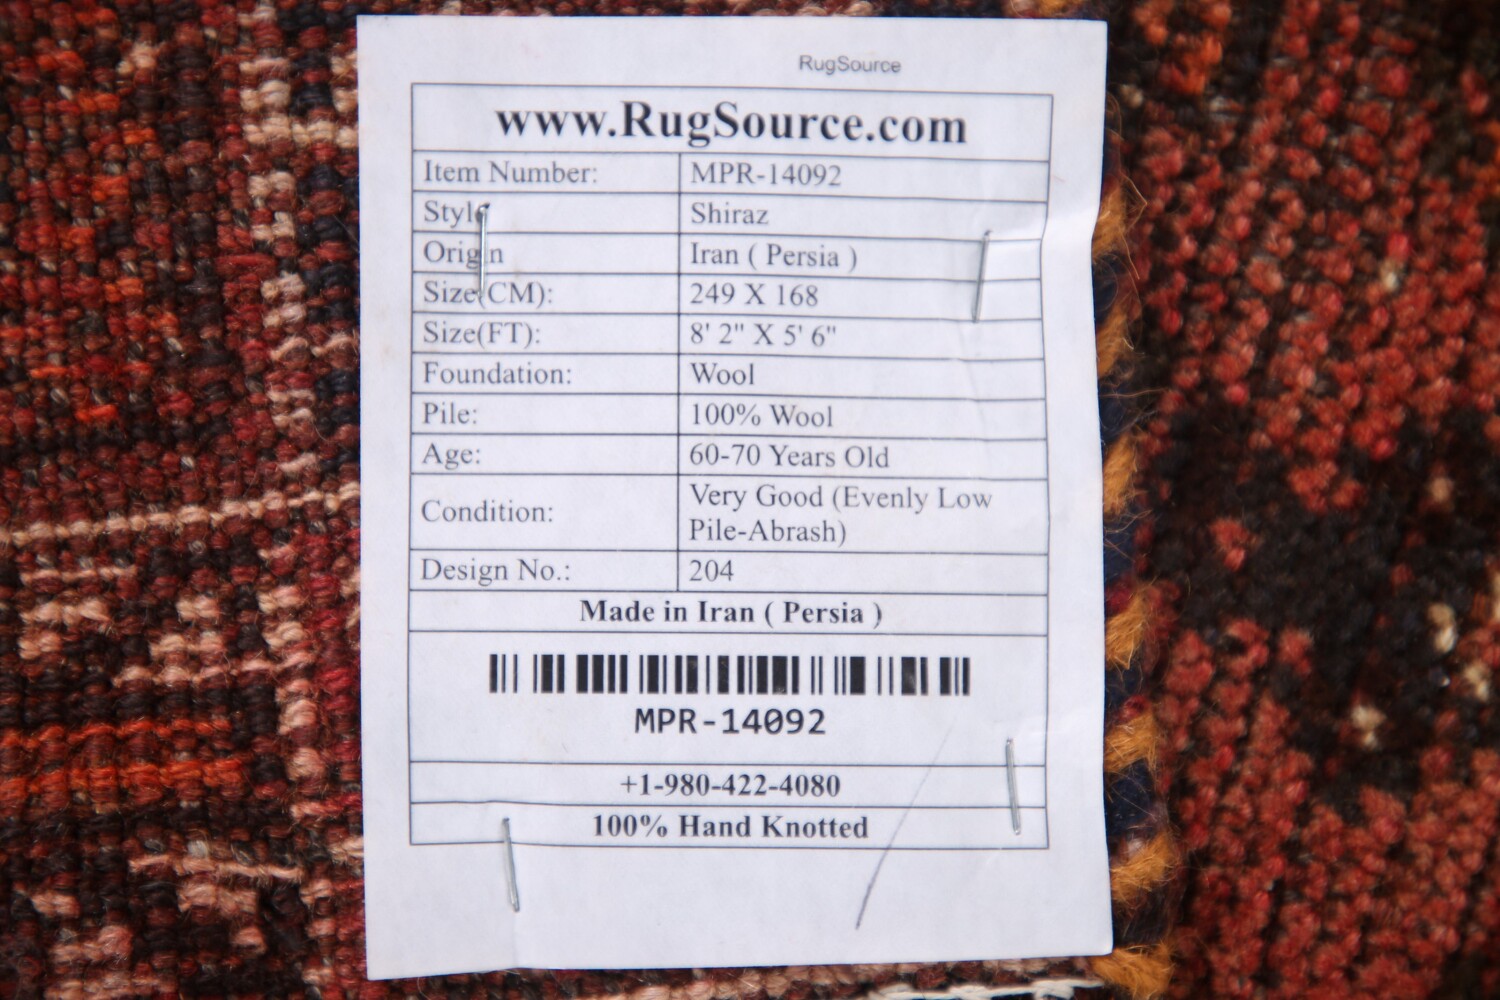 RugSource
www.RugSource.com
Item Number: MPR-14092
Style Shiraz
Origin Iran ( Persia )
Size(CM): 249 X 168
Size(FT): 8' 2" X 5' 6"
Foundation: Wool
Pile: 100% Wool
Age: 60-70 Years Old
Condition: Very Good (Evenly Low
Pile-Abrash)
Design No.: 204
Made in Iran ( Persia )
MPR-14092
+1-980-422-4080
100% Hand Knotted